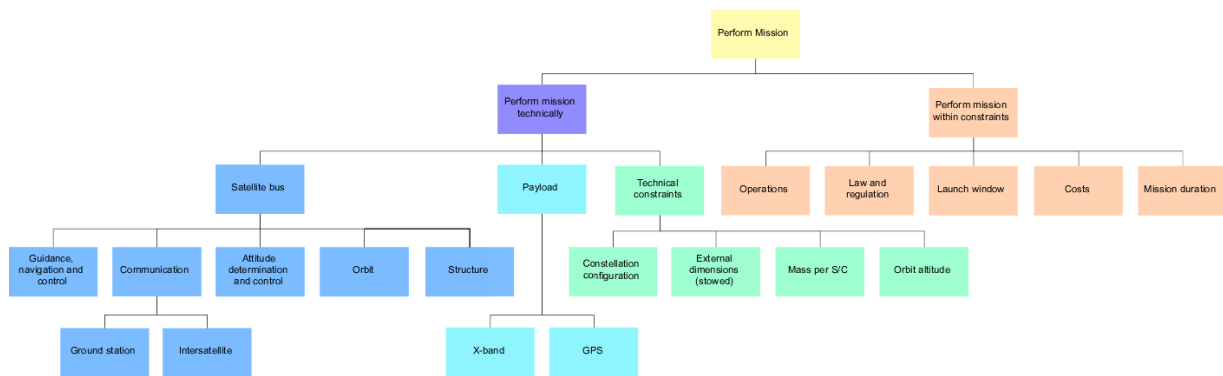 Perform Mission
Perform mission
technically
Perform mission
within constraints
Satellite bus
Payload
Technical
constraints
Operations
Law and
regulation
Launch window
Costs
Mission duration
Guidance,
navigation and
control
Communication
Attitude
determination
and control
Orbit
Structure
Constellation
configuration
External
dimensions
(stowed)
Mass per S/C
Orbit altitude
Ground station
Intersatellite
X-band
GPS